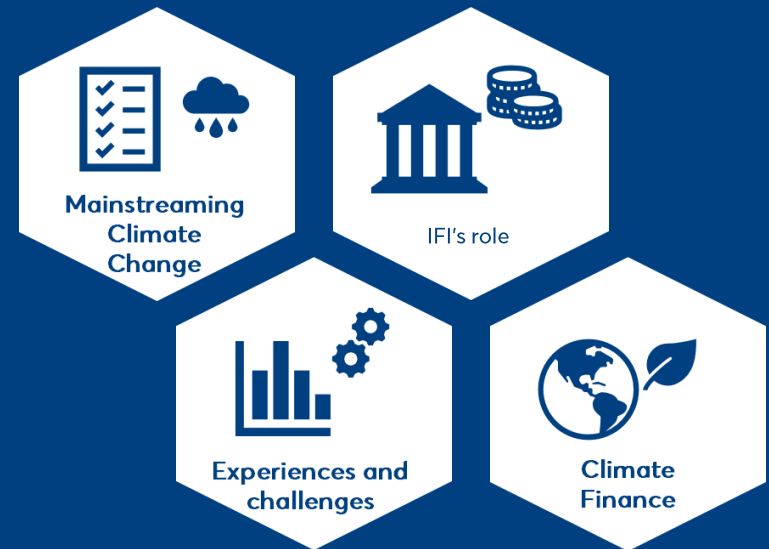 Mainstreaming
Climate
Change
IFI's role
Experiences and
challenges
Climate
Finance